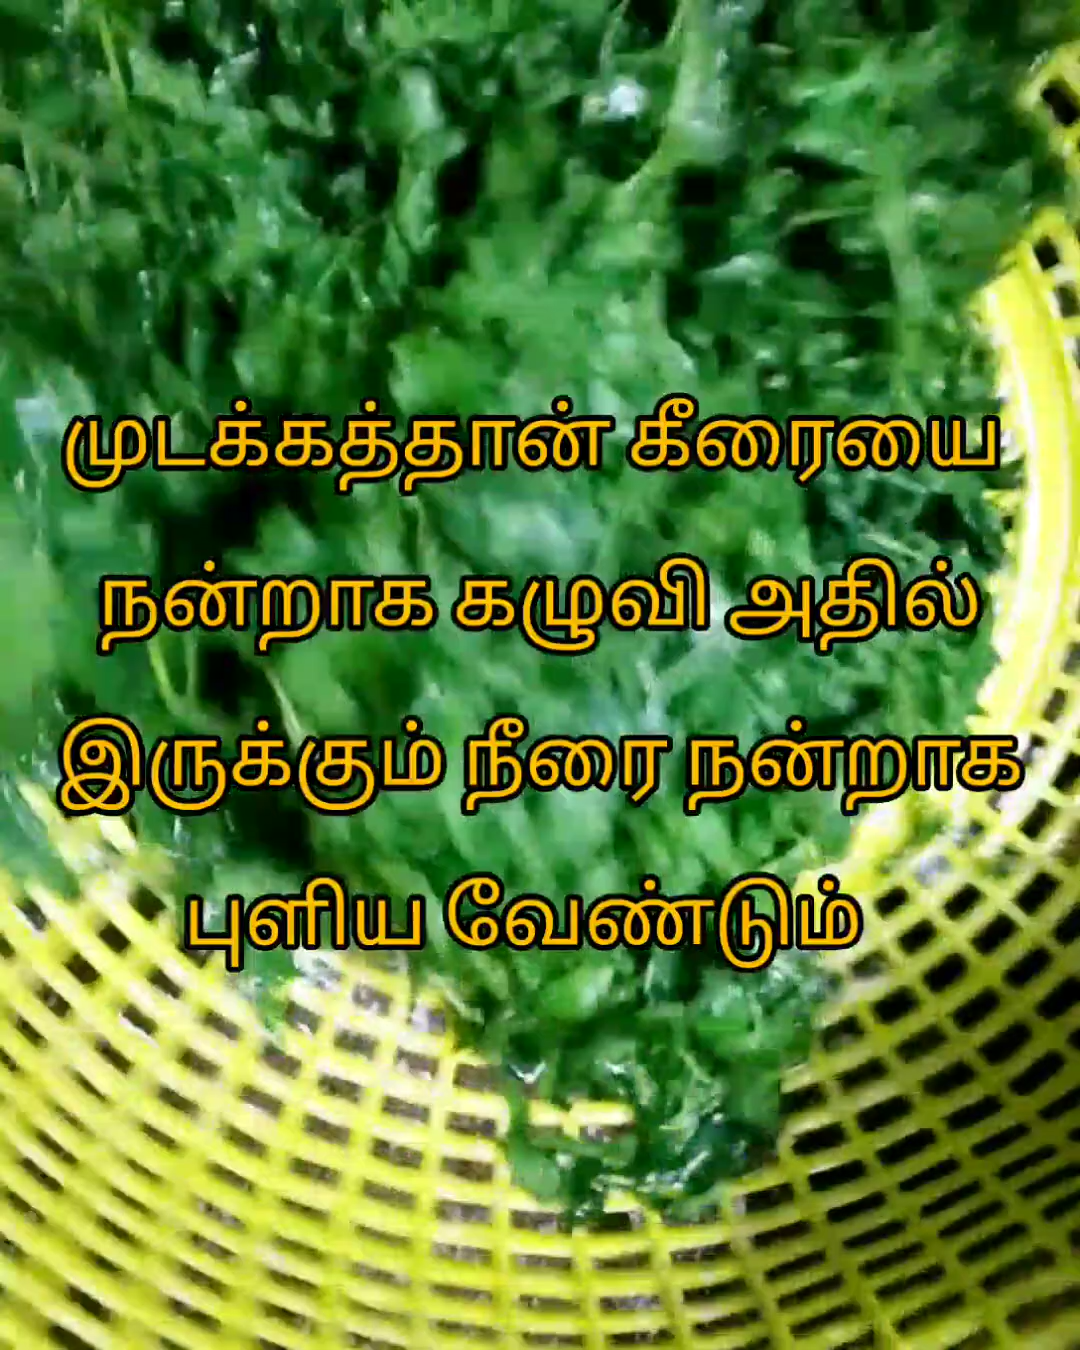 முடக்கத்தான் கீரையை
நன்றாக கழுவி அதில்
இருக்கும் நீரை நன்றாக
புளிய வேண்டும்